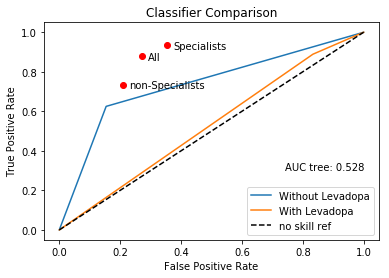 Classifier Comparison
1.0
0.8
0.6
0.4
0.2
0.0
True Positive Rate
Specialists
All
non-Specialists
AUC tree: 0.528
Without Levadopa
With Levadopa
no skill ref
0.0 0.2 0.4 0.6 0.8 1.0
False Positive Rate